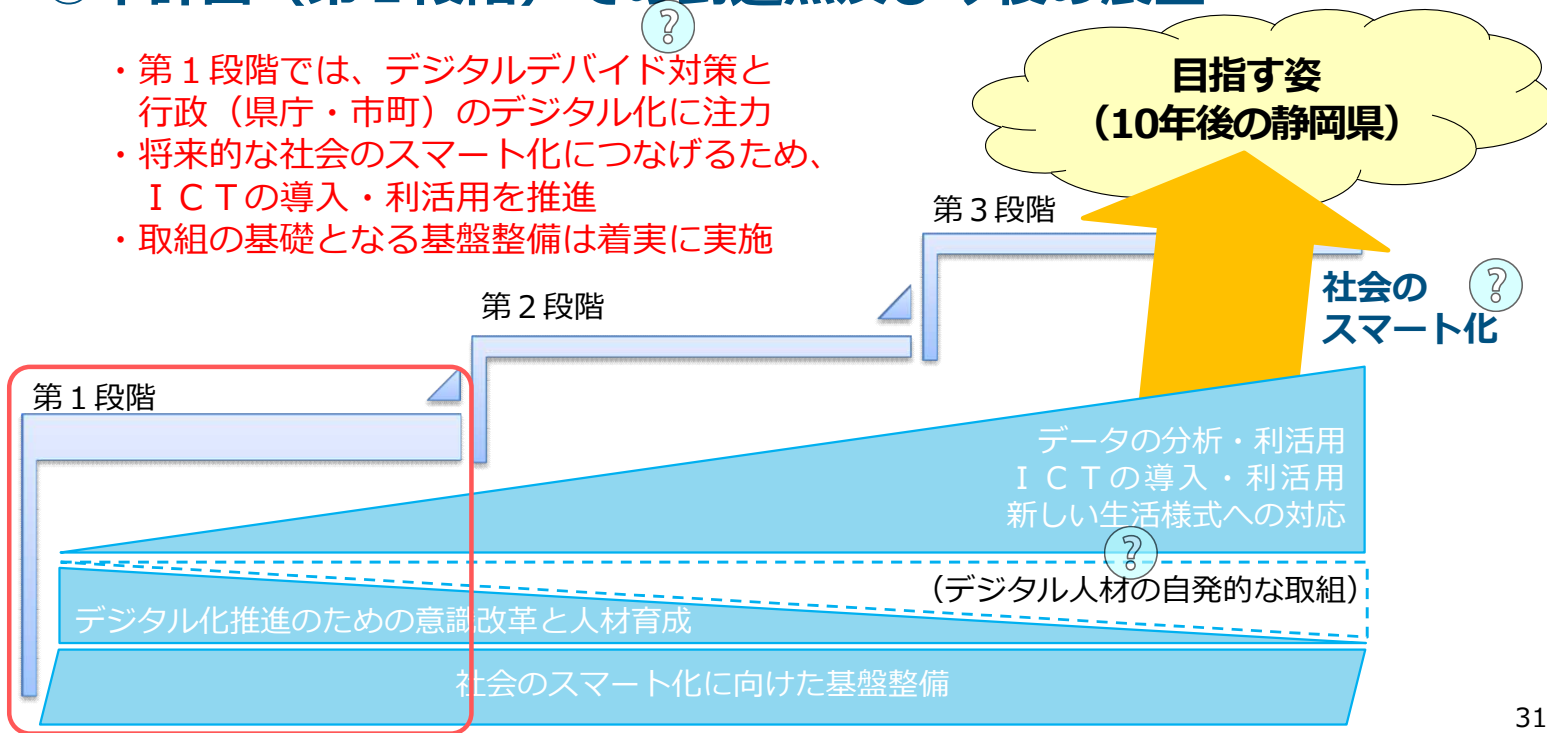 ・第１段階では、デジタルデバイド対策と
行政（県庁・市町）のデジタル化に注力
・将来的な社会のスマート化につなげるため、
ＩＣＴの導入・利活用を推進
・取組の基礎となる基盤整備は着実に実施
目指す姿
（10年後の静岡県）
第３段階
社会の
スマート化
第２段階
第１段階
データの分析・利活用
ＩＣＴの導入・利活用
新しい生活様式への対応
（デジタル人材の自発的な取組）
デジタル化推進のための意識改革と人材育成
社会のスマート化に向けた基盤整備
31